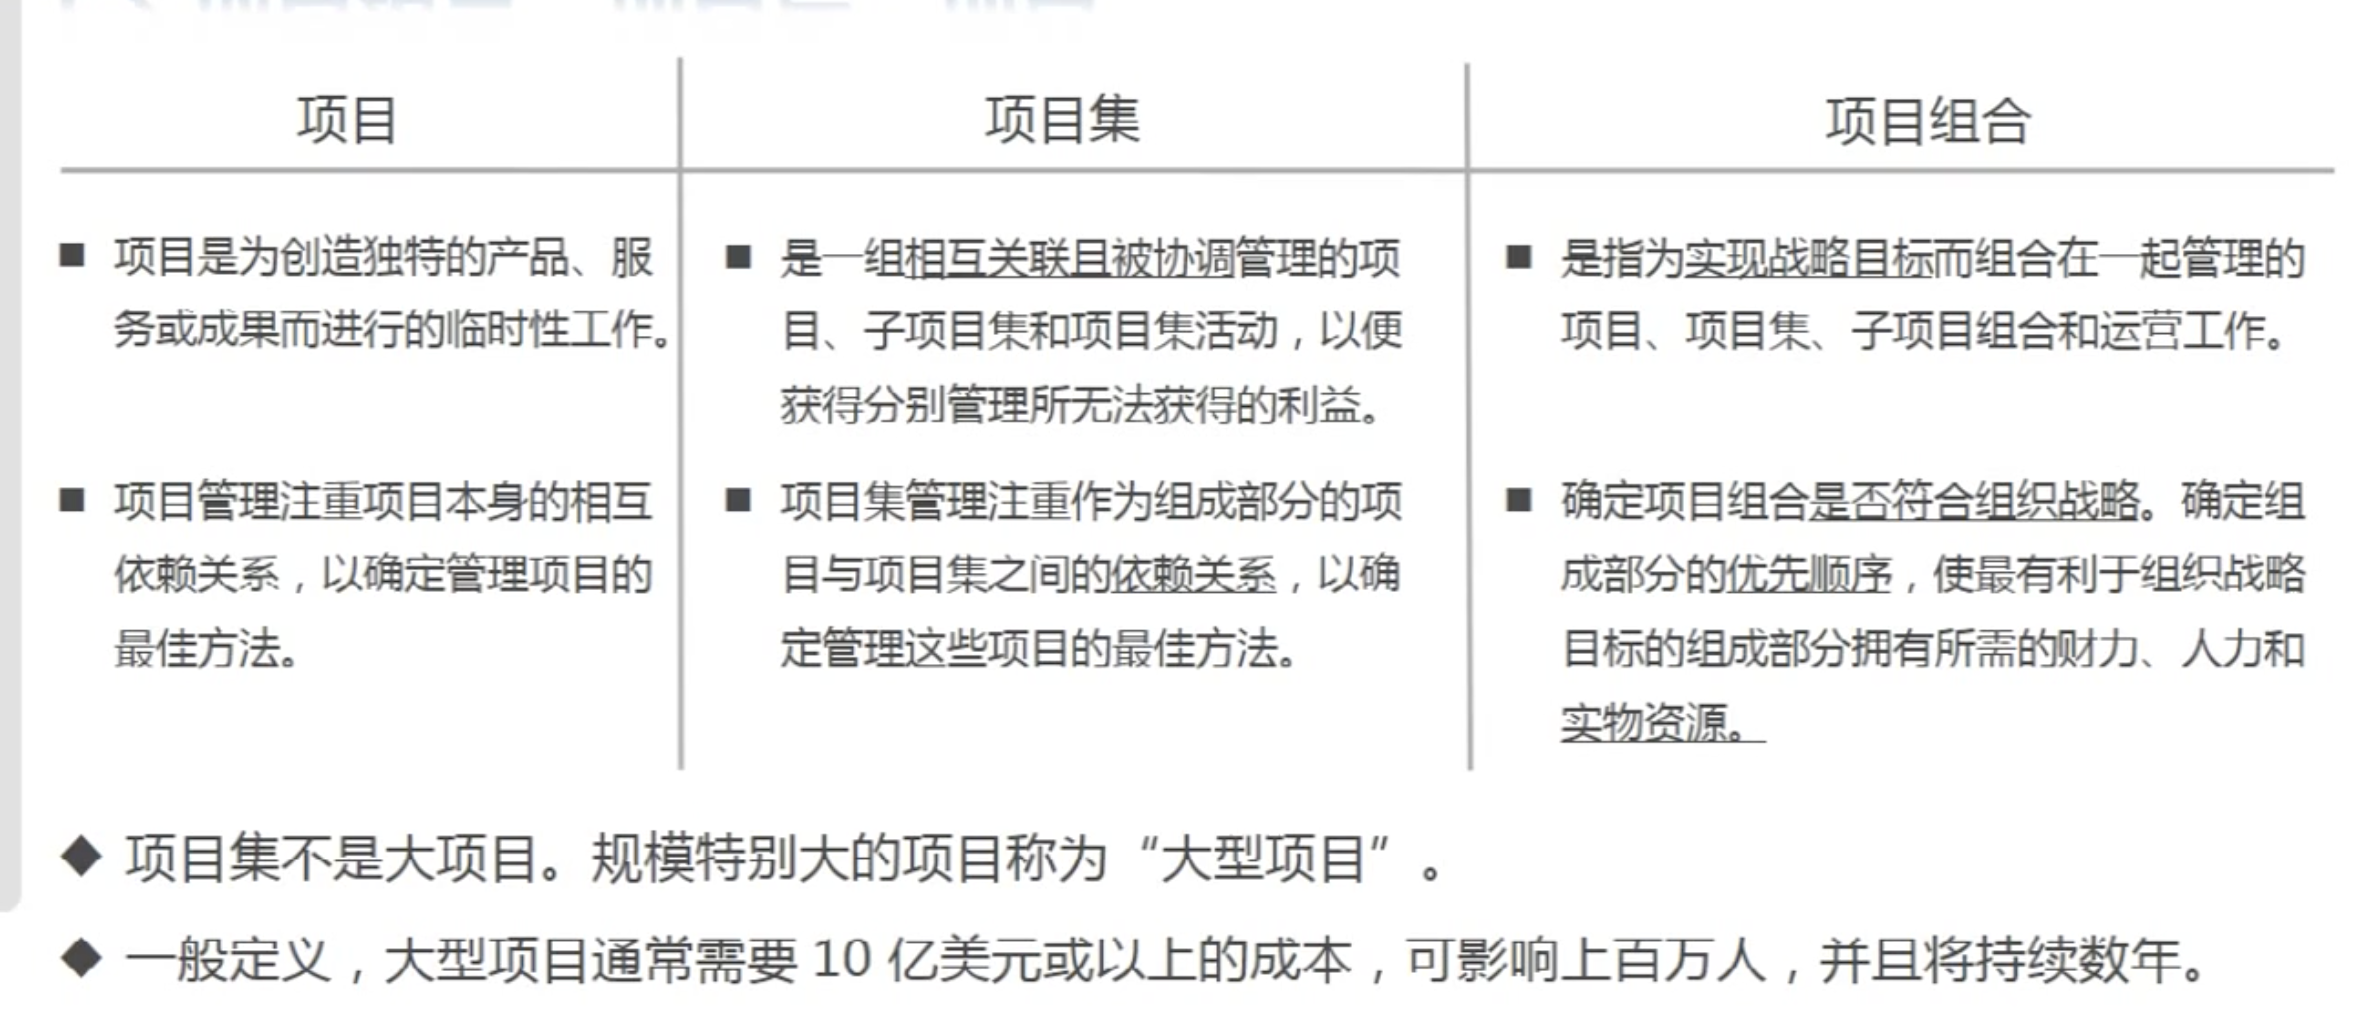 项目
项目集
项目组合
■ 项目是为创造独特的产品、服
务或成果而进行的临时性工作。
■ 项目管理注重项目本身的相互
依赖关系，以确定管理项目的
最佳方法。
■ 是一组相互关联且被协调管理的项
目、子项目集和项目集活动，以便
获得分别管理所无法获得的利益。
■ 项目集管理注重作为组成部分的项
目与项目集之间的依赖关系，以确
定管理这些项目的最佳方法。
■ 是指为实现战略目标而组合在一起管理的
项目、项目集、子项目组合和运营工作。
■ 确定项目组合是否符合组织战略。确定组
成部分的优先顺序，使最有利于组织战略
目标的组成部分拥有所需的财力、人力和
实物资源。
◆ 项目集不是大项目。规模特别大的项目称为“大型项目”。
◆ 一般定义，大型项目通常需要 10 亿美元或以上的成本，可影响上百万人，并且将持续数年。